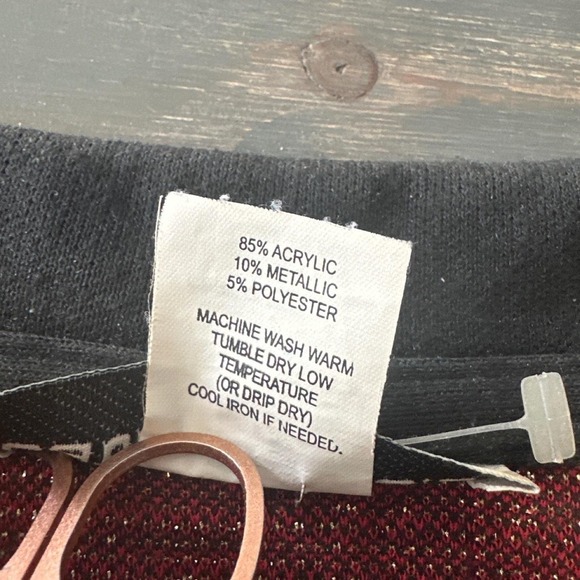 85% ACRYLIC
10% METALLIC
5% POLYESTER
MACHINE WASH WARM
TUMBLE DRY LOW
TEMPERATURE
(OR DRIP DRY)
COOL IRON IF NEEDED.